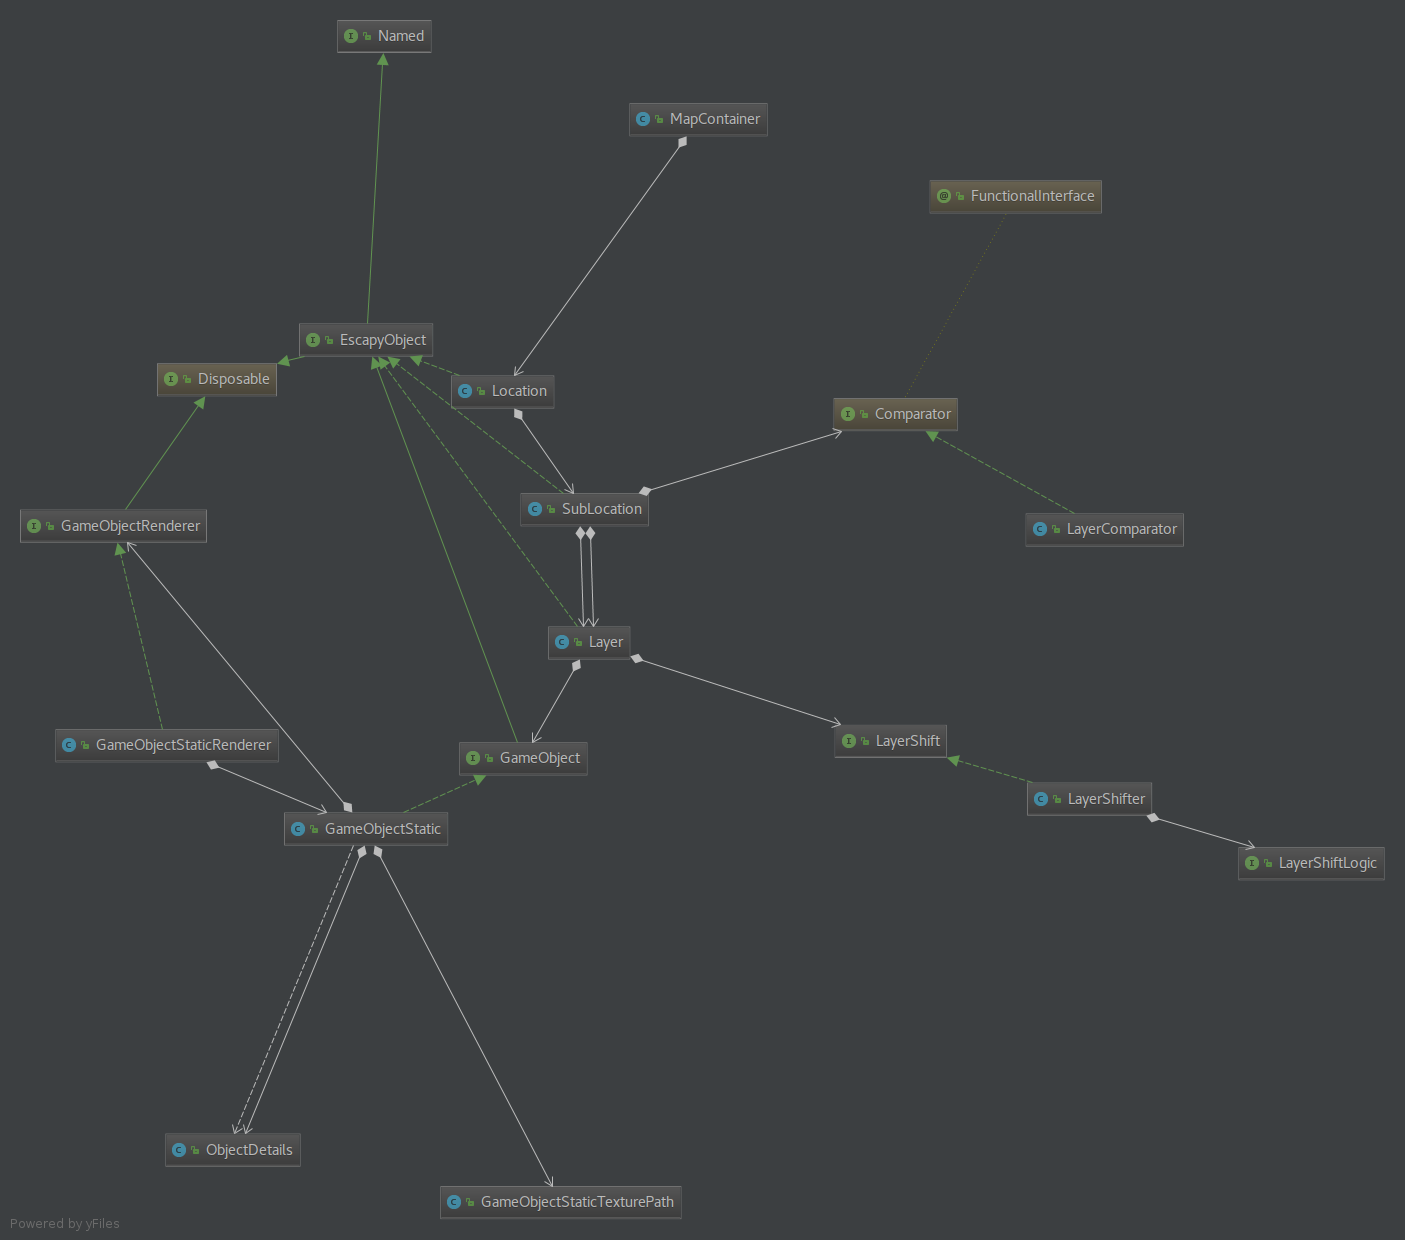 Named
MapContainer
FunctionalInterface
EscapyObject
Disposable
Location
Comparator
SubLocation
GameObjectRenderer
LayerComparator
Layer
GameObjectStaticRenderer
GameObject
LayerShift
LayerShifter
GameObjectStatic
LayerShiftLogic
ObjectDetails
GameObjectStaticTexturePath
Powered by yFiles